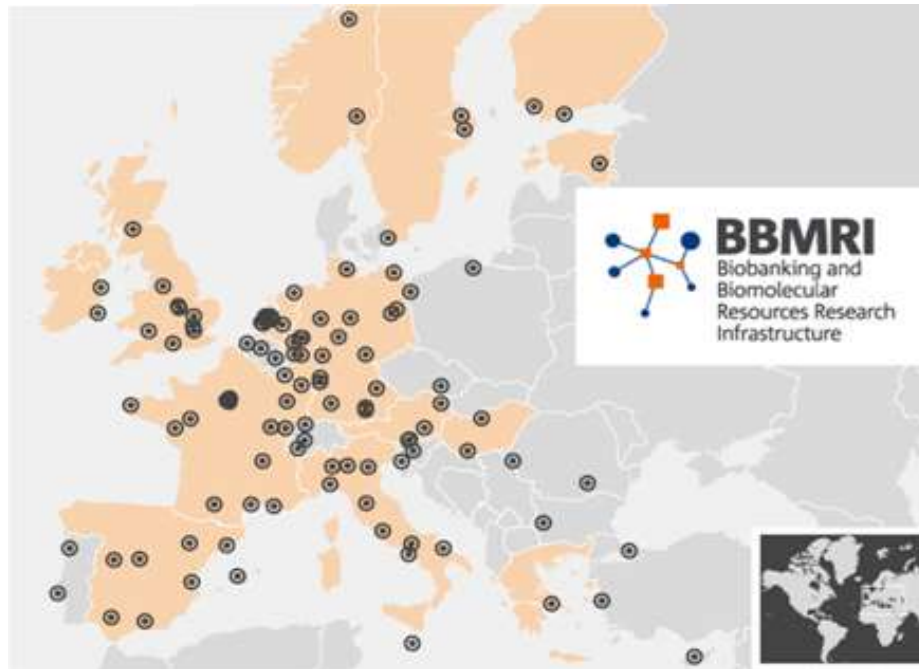 BBMRI
Biobanking and
Biomolecular
Resources Research
Infrastructure